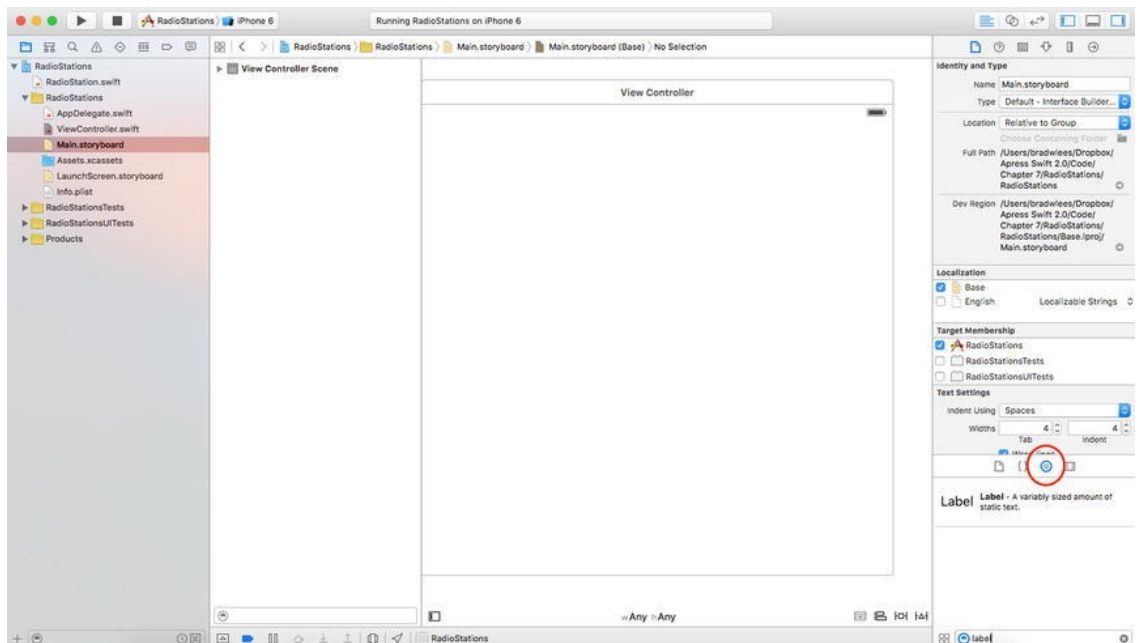 RadioStations
iPhone 6
Running RadioStations on iPhone 6
RadioStations
RadioStations
Main.storyboard
Main.storyboard (Base)
No Selection
RadioStations
RadioStation.swift
RadioStations
AppDelegate.swift
ViewController.swift
Main.storyboard
Assets.xcassets
LaunchScreen.storyboard
Info.plist
RadioStationsTests
RadioStationsUITests
Products
View Controller Scene
View Controller
wAny hAny
RadioStations
Identity and Type
Name Main.storyboard
Type Default - Interface Builder...
Location Relative to Group
Choose Containing Folder
Full Path /Users/bradwlees/Dropbox/
Apress Swift 2.0/Code/
Chapter 7/RadioStations/
RadioStations
Dev Region /Users/bradwlees/Dropbox/
Apress Swift 2.0/Code/
Chapter 7/RadioStations/
RadioStations/Base.lproj/
Main.storyboard
Localization
Base
English Localizable Strings
Target Membership
RadioStations
RadioStationsTests
RadioStationsUITests
Text Settings
Indent Using Spaces
Widths 4 4
Tab Indent
Label
Label - A variably sized amount of
static text.
label